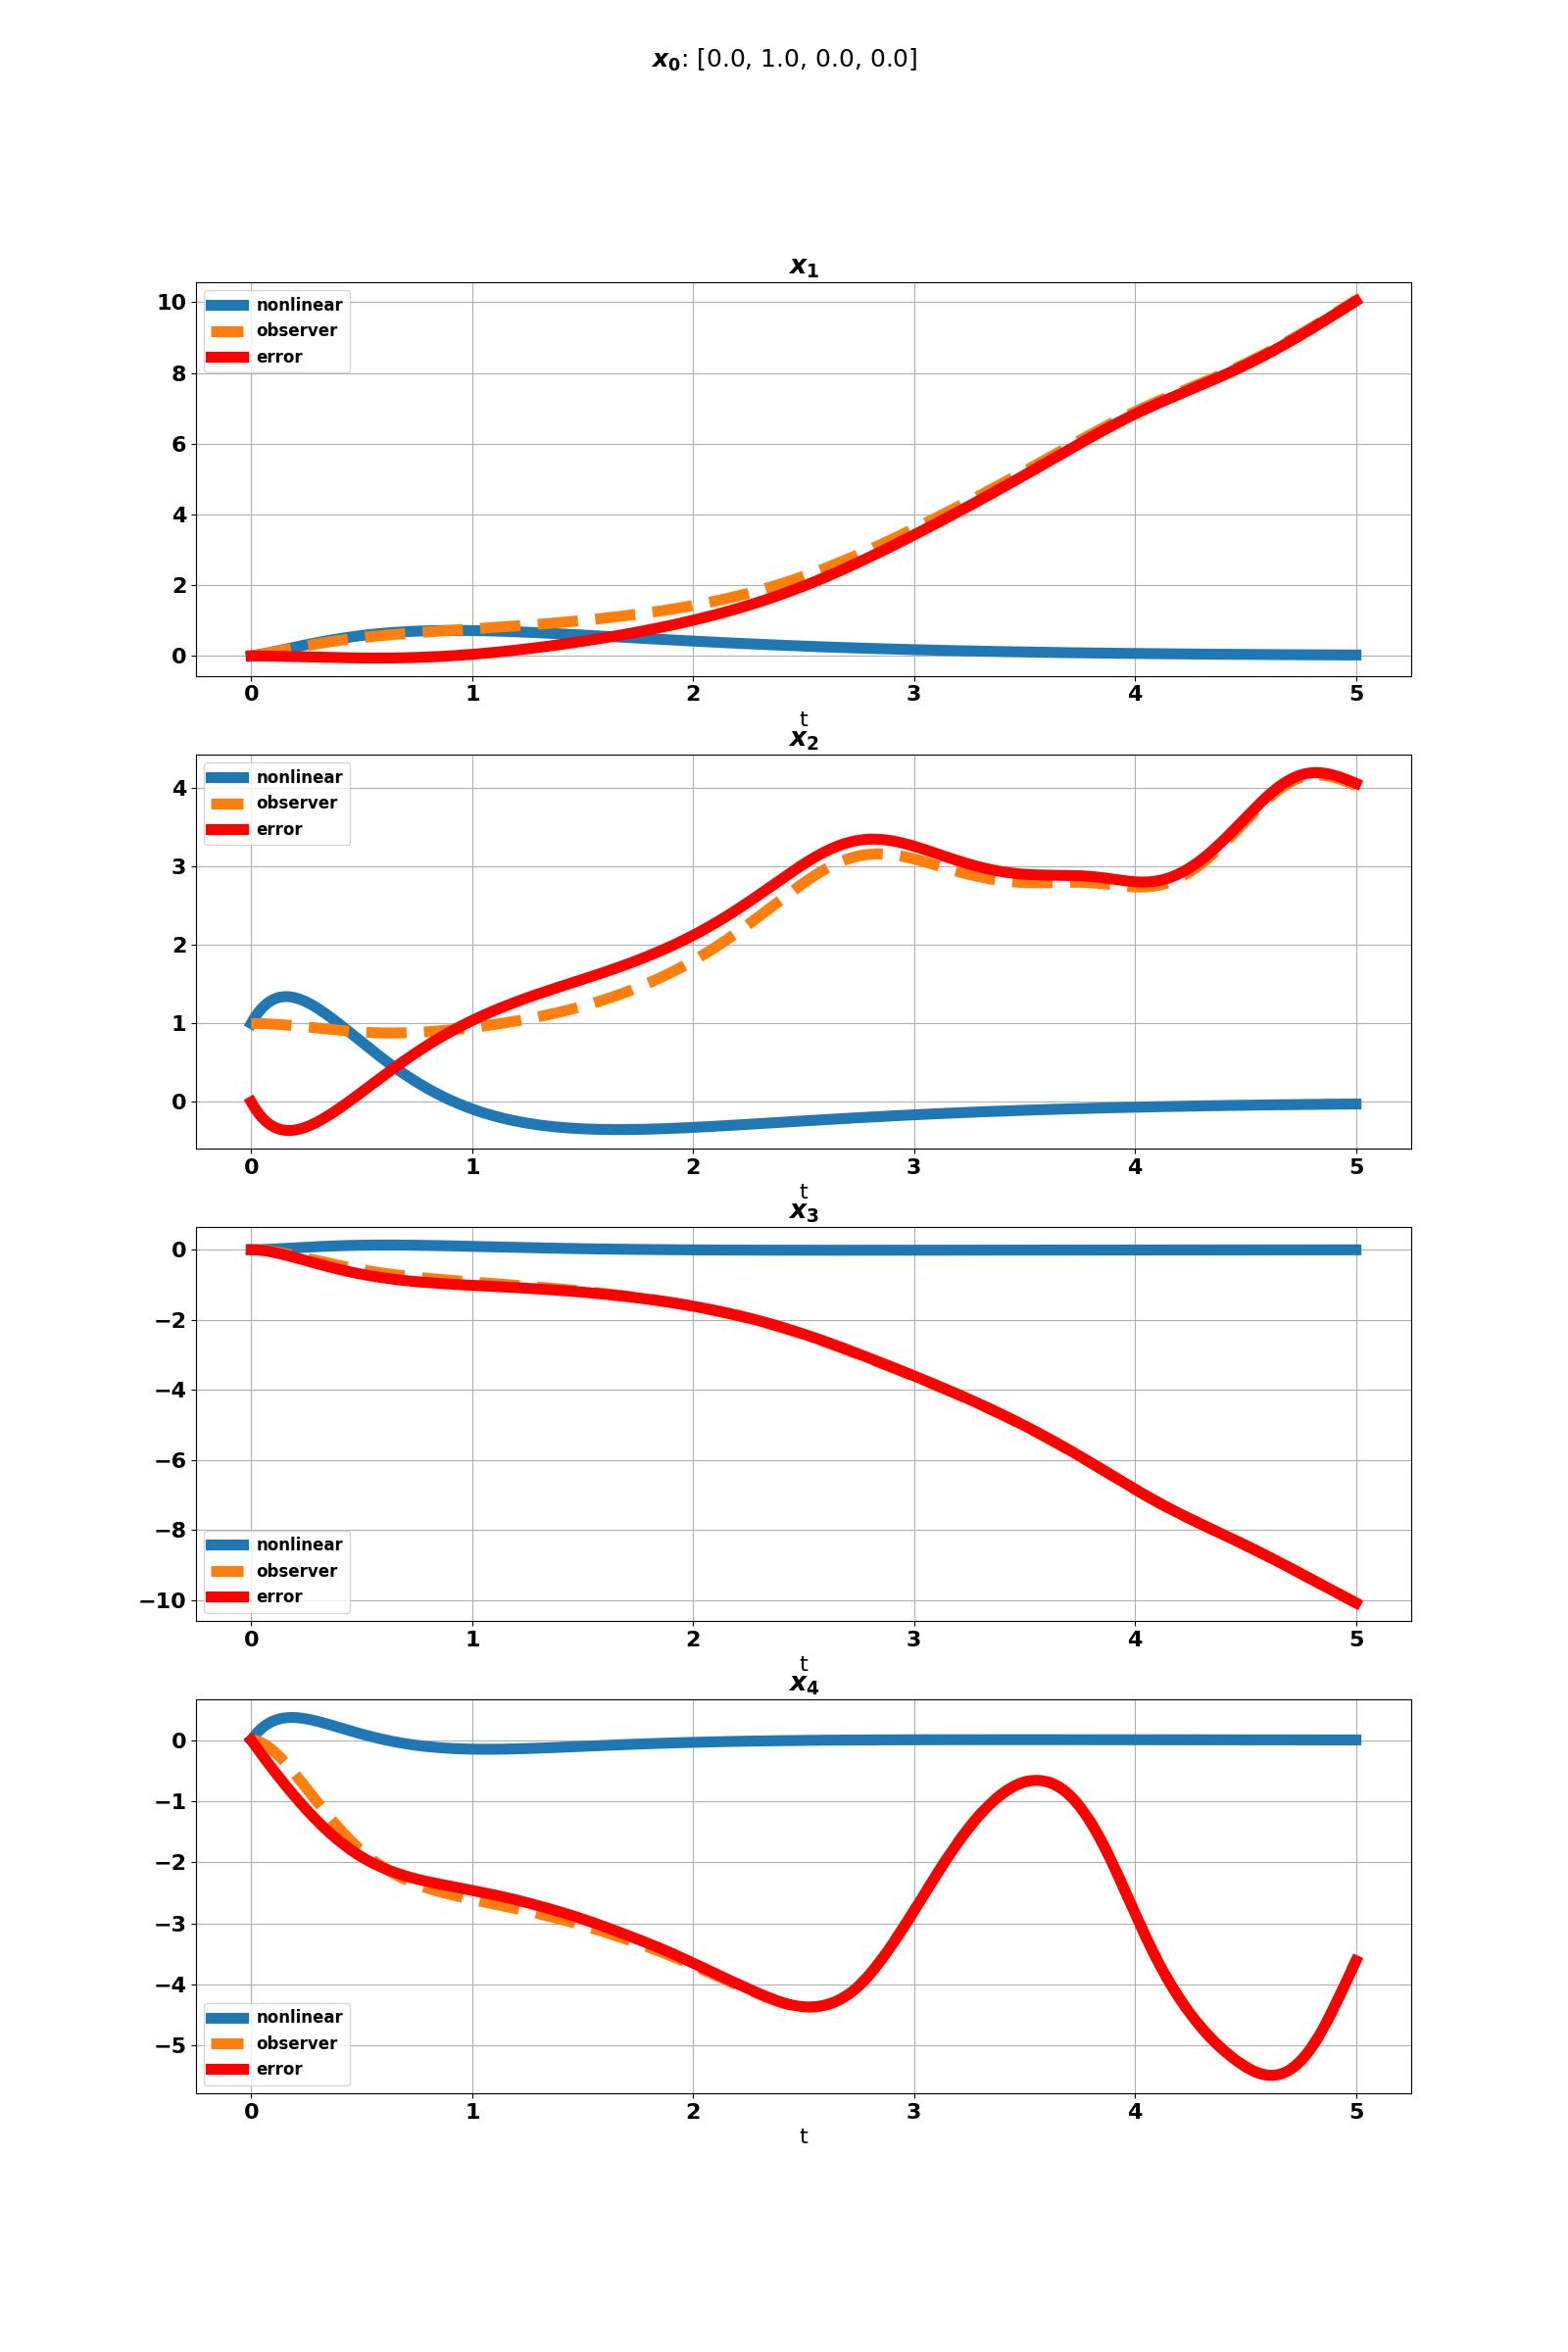 x₀: [0.0, 1.0, 0.0, 0.0]
x₁
10
8
6
4
2
0
nonlinear
observer
error
0 1 2 3 4 5
t
x₂
4
3
2
1
0
nonlinear
observer
error
0 1 2 3 4 5
t
x₃
0
−2
−4
−6
−8
−10
nonlinear
observer
error
0 1 2 3 4 5
t
x₄
0
−1
−2
−3
−4
−5
nonlinear
observer
error
0 1 2 3 4 5
t